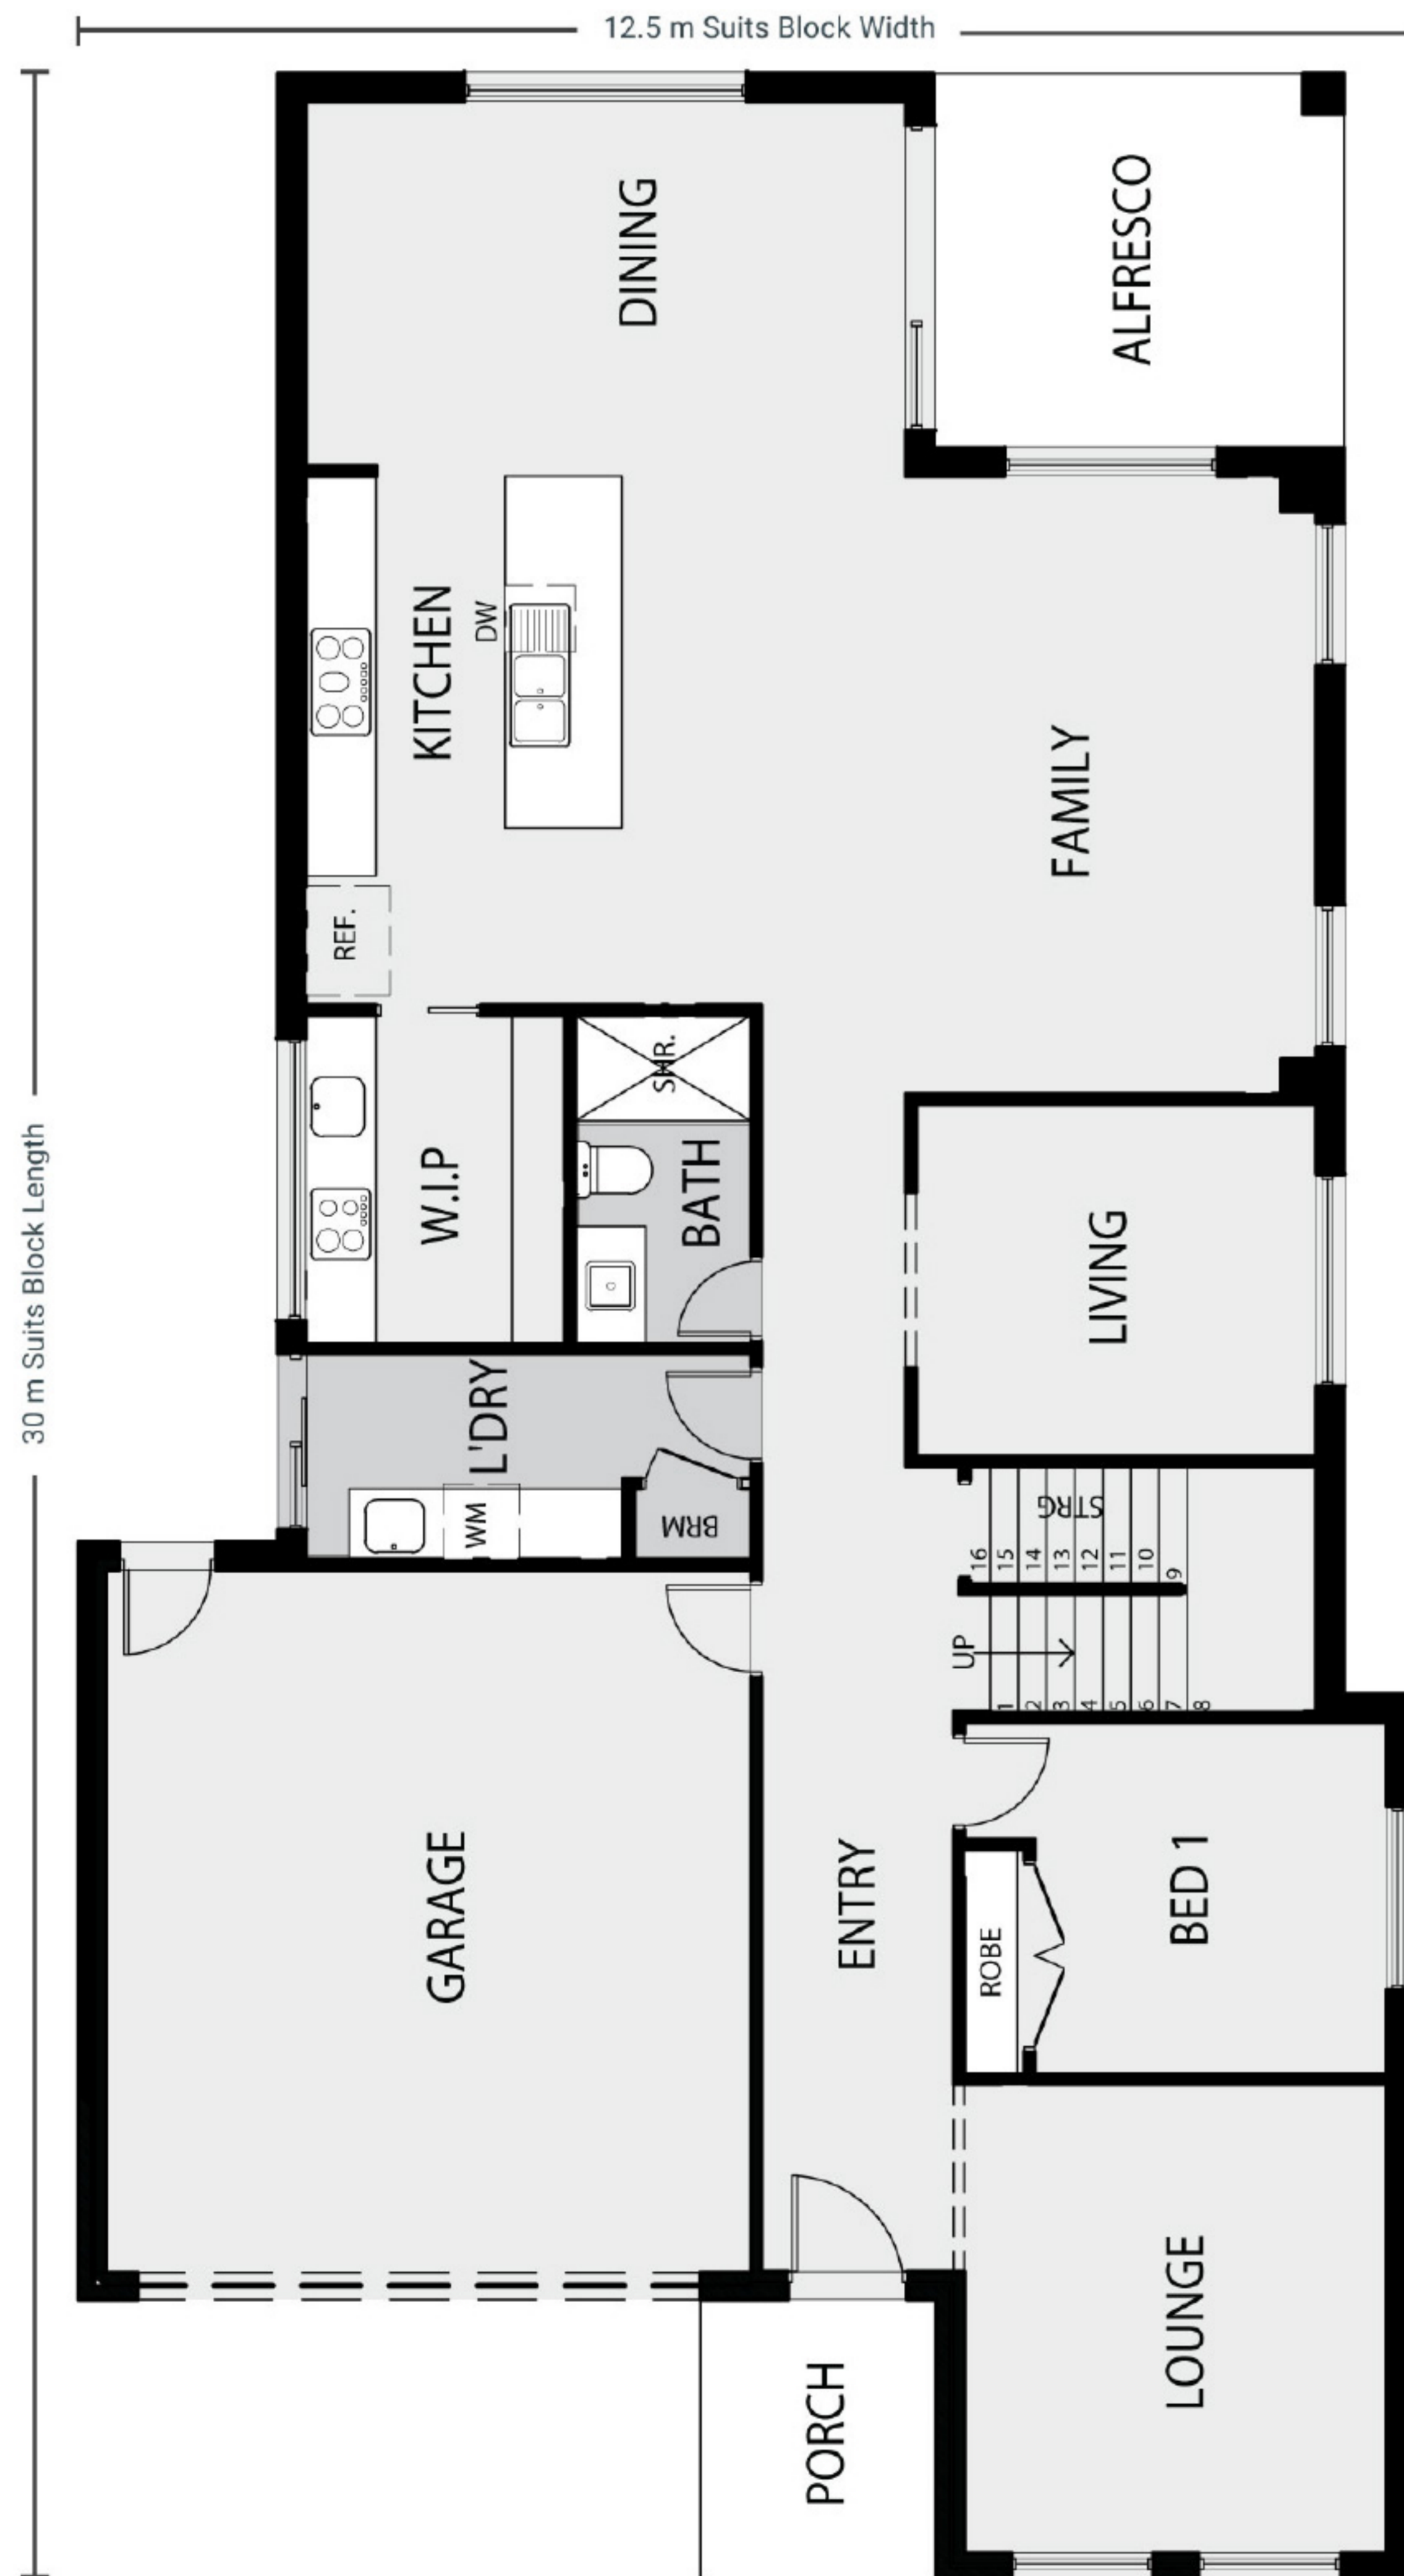 12.5 m Suits Block Width
30 m Suits Block Length
DINING
ALFRESCO
KITCHEN
DW
FAMILY
REF.
SHR.
W.I.P
BATH
LIVING
L'DRY
WM
BRM
STRG
16
15
14
13
12
11
10
9
UP
1
2
3
4
5
6
7
8
GARAGE
ENTRY
ROBE
BED 1
LOUNGE
PORCH